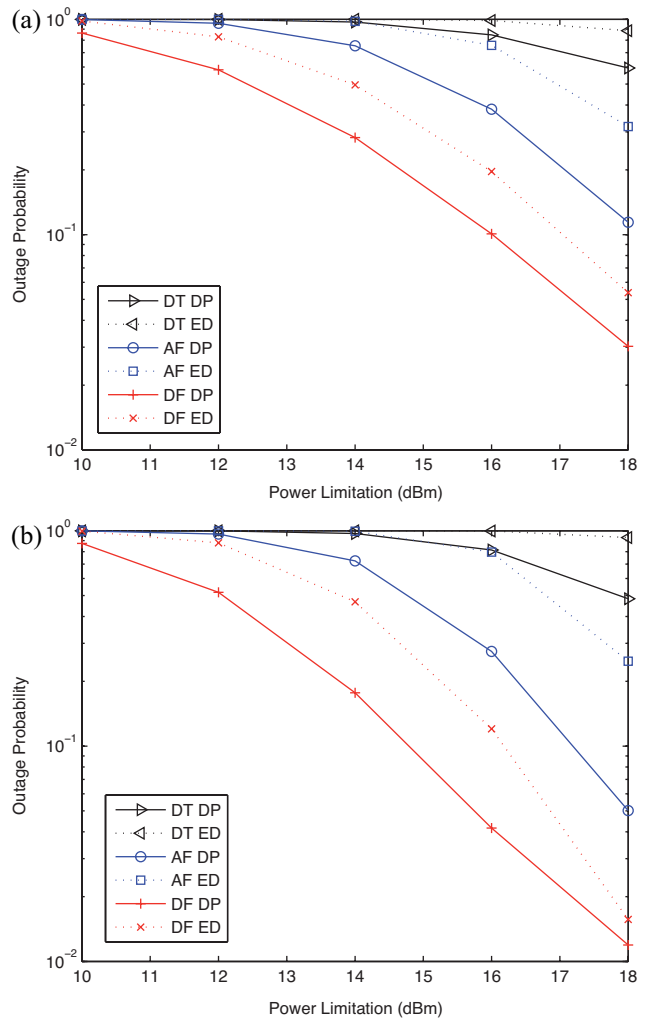 (a)
10^0
10^-1
10^-2
Outage Probability
DT DP
DT ED
AF DP
AF ED
DF DP
DF ED
10 11 12 13 14 15 16 17 18
Power Limitation (dBm)
(b)
10^0
10^-1
10^-2
Outage Probability
DT DP
DT ED
AF DP
AF ED
DF DP
DF ED
10 11 12 13 14 15 16 17 18
Power Limitation (dBm)